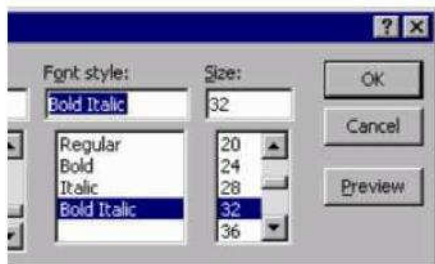 Font style:
Size:
OK
Bold Italic
32
Cancel
Regular
Bold
Italic
Bold Italic
20
24
28
32
36
Preview